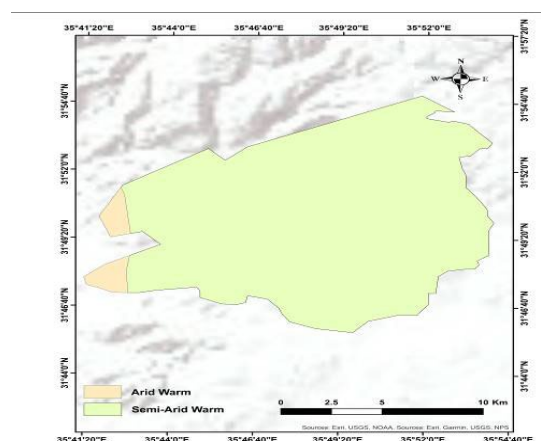 35°41'20"E 35°44'0"E 35°46'40"E 35°49'20"E 35°52'0"E
31°57'20"N
N
W E
S
31°54'40"N 31°54'40"N
31°52'0"N 31°52'0"N
31°49'20"N 31°49'20"N
31°46'40"N 31°46'40"N
31°44'0"N 31°44'0"N
Arid Warm
Semi-Arid Warm
0 2.5 5 10 Km
Sources: Esri, USGS, NOAA, Sources: Esri, Garmin, USGS, NPS
35°41'20"E 35°44'0"E 35°46'40"E 35°49'20"E 35°52'0"E 35°54'40"E